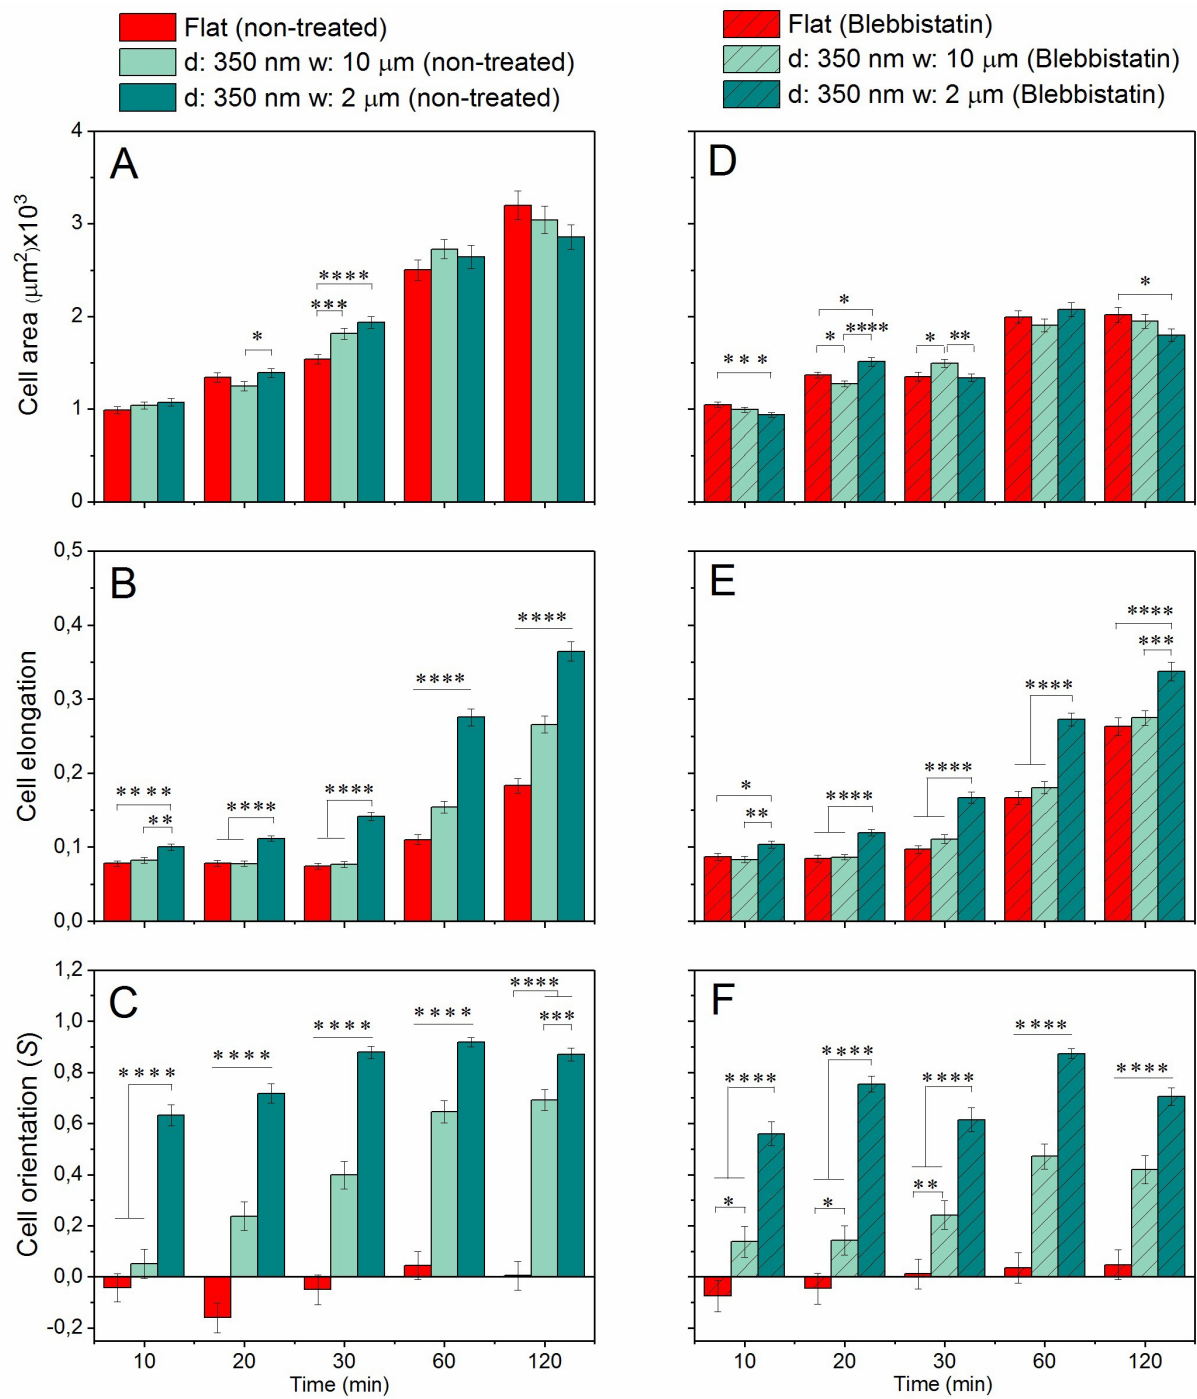 Flat (non-treated)
d: 350 nm w: 10 μm (non-treated)
d: 350 nm w: 2 μm (non-treated)
Flat (Blebbistatin)
d: 350 nm w: 10 μm (Blebbistatin)
d: 350 nm w: 2 μm (Blebbistatin)
A
Cell area (μm²)x10³
4
3
2
1
0
*
***
****
D
* * *
*
*
****
*
**
*
B
Cell elongation
0,5
0,4
0,3
0,2
0,1
0,0
* * * *
**
****
****
****
****
E
*
**
****
****
****
****
***
C
Cell orientation (S)
1,2
1,0
0,8
0,6
0,4
0,2
0,0
-0,2
* * * *
* * * *
* * * *
* * * *
****
***
10 20 30 60 120
Time (min)
F
*
****
*
****
**
****
****
****
10 20 30 60 120
Time (min)